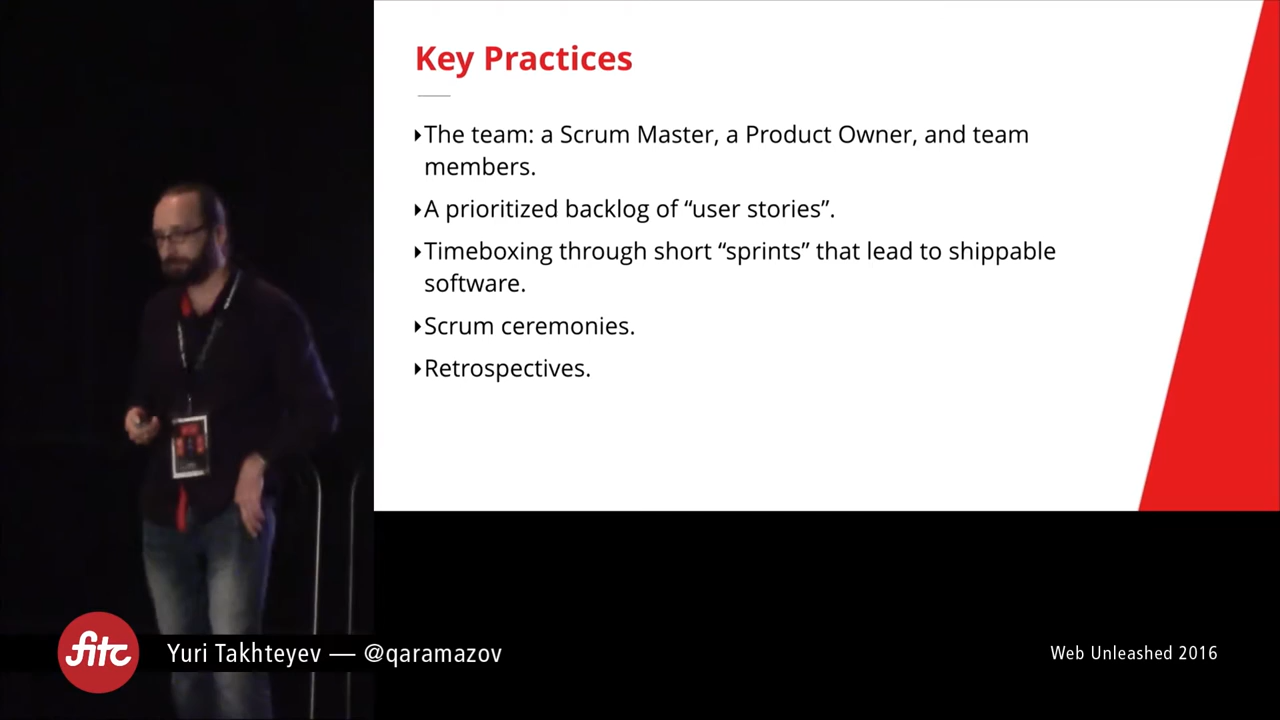 Key Practices
The team: a Scrum Master, a Product Owner, and team
members.
A prioritized backlog of “user stories”.
Timeboxing through short “sprints” that lead to shippable
software.
Scrum ceremonies.
Retrospectives.
fitc
Yuri Takhteyev — @qaramazov
Web Unleashed 2016